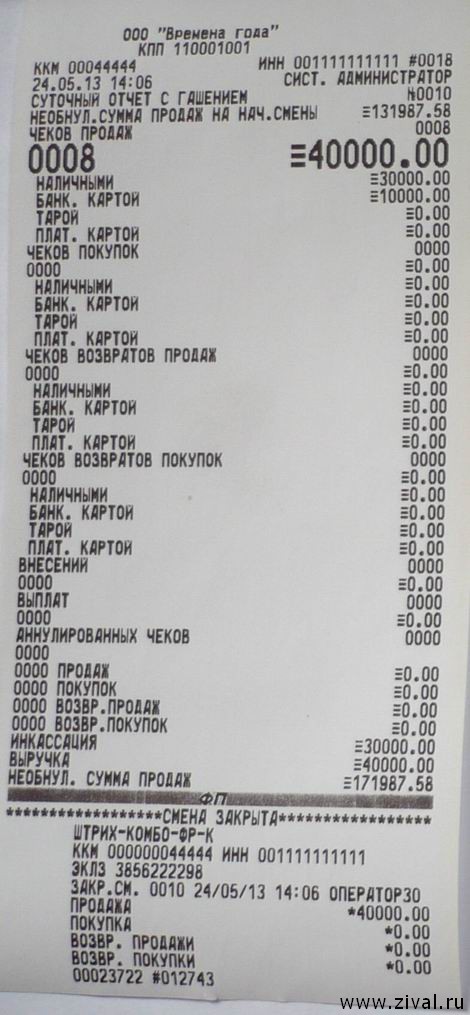 ООО "Времена года"
КПП 110001001
ККМ 00044444 ИНН 001111111111 #0018
24.05.13 14:06 СИСТ. АДМИНИСТРАТОР
СУТОЧНЫЙ ОТЧЕТ С ГАШЕНИЕМ №0010
НЕОБНУЛ.СУММА ПРОДАЖ НА НАЧ.СМЕНЫ ≡131987.58
ЧЕКОВ ПРОДАЖ 0008
0008 ≡40000.00
НАЛИЧНЫМИ ≡30000.00
БАНК. КАРТОЙ ≡10000.00
ТАРОЙ ≡0.00
ПЛАТ. КАРТОЙ ≡0.00
ЧЕКОВ ПОКУПОК 0000
0000 ≡0.00
НАЛИЧНЫМИ ≡0.00
БАНК. КАРТОЙ ≡0.00
ТАРОЙ ≡0.00
ПЛАТ. КАРТОЙ ≡0.00
ЧЕКОВ ВОЗВРАТОВ ПРОДАЖ 0000
0000 ≡0.00
НАЛИЧНЫМИ ≡0.00
БАНК. КАРТОЙ ≡0.00
ТАРОЙ ≡0.00
ПЛАТ. КАРТОЙ ≡0.00
ЧЕКОВ ВОЗВРАТОВ ПОКУПОК 0000
0000 ≡0.00
НАЛИЧНЫМИ ≡0.00
БАНК. КАРТОЙ ≡0.00
ТАРОЙ ≡0.00
ПЛАТ. КАРТОЙ ≡0.00
ВНЕСЕНИЙ 0000
0000 ≡0.00
ВЫПЛАТ 0000
0000 ≡0.00
АННУЛИРОВАННЫХ ЧЕКОВ 0000
0000
0000 ПРОДАЖ ≡0.00
0000 ПОКУПОК ≡0.00
0000 ВОЗВР.ПРОДАЖ ≡0.00
0000 ВОЗВР.ПОКУПОК ≡0.00
ИНКАССАЦИЯ ≡30000.00
ВЫРУЧКА ≡40000.00
НЕОБНУЛ. СУММА ПРОДАЖ ≡171987.58
ФП
******************СМЕНА ЗАКРЫТА******************
ШТРИХ-КОМБО-ФР-К
ККМ 000000044444 ИНН 001111111111
ЭКЛЗ 3856222298
ЗАКР.СМ. 0010 24/05/13 14:06 ОПЕРАТОР30
ПРОДАЖА *40000.00
ПОКУПКА *0.00
ВОЗВР. ПРОДАЖИ *0.00
ВОЗВР. ПОКУПКИ *0.00
00023722 #012743
www.zival.ru